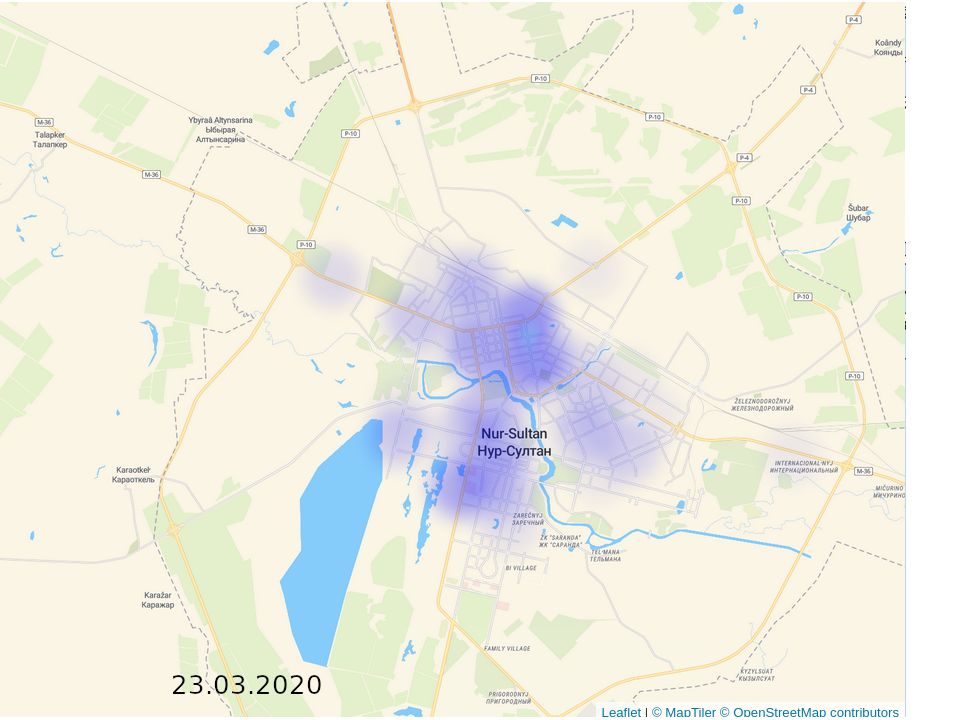 P-4
Koândy
Коянды
P-10
P-4
M-36
Talapker
Талапкер
Ybyraâ Altynsarina
Ыбырая
Алтынсарина
P-10
P-10
P-4
M-36
P-10
Šubar
Шубар
M-36
P-10
P-10
P-10
ŽELEZNODOROŽNYJ
ЖЕЛЕЗНОДОРОЖНЫЙ
Nur-Sultan
Нур-Султан
Karaotkel'
Караоткель
INTERNACIONAL'NYJ
ИНТЕРНАЦИОНАЛЬНЫЙ
M-36
MIČURINO
МИЧУРИНО
ZAREČNYJ
ЗАРЕЧНЫЙ
ŽK "SARANDA"
ЖК "САРАНДА"
TEL'MANA
ТЕЛЬМАНА
BI VILLAGE
Karažar
Каражар
FAMILY VILLAGE
KYZYLSUAT
КЫЗЫЛСУАТ
23.03.2020
PRIGORODNYJ
ПРИГОРОДНЫЙ
Leaflet | © MapTiler © OpenStreetMap contributors